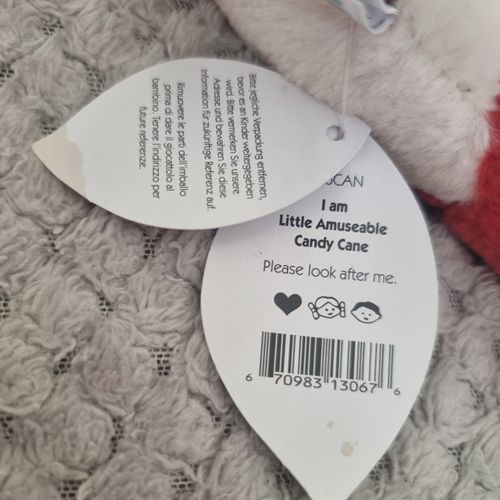 Bitte jegliche Verpackung entfernen,
bevor es an Kinder weitergegeben
wird. Bitte vermerken Sie unsere
Adresse und bewahren Sie diese
Information für zukünftige Referenz auf.
Rimuovere le parti dell'imballo
prima di dare il giocattolo al
bambino. Tenere l'indirizzo per
future referenze.
I am
Little Amuseable
Candy Cane
Please look after me.
6 70983 13067 6